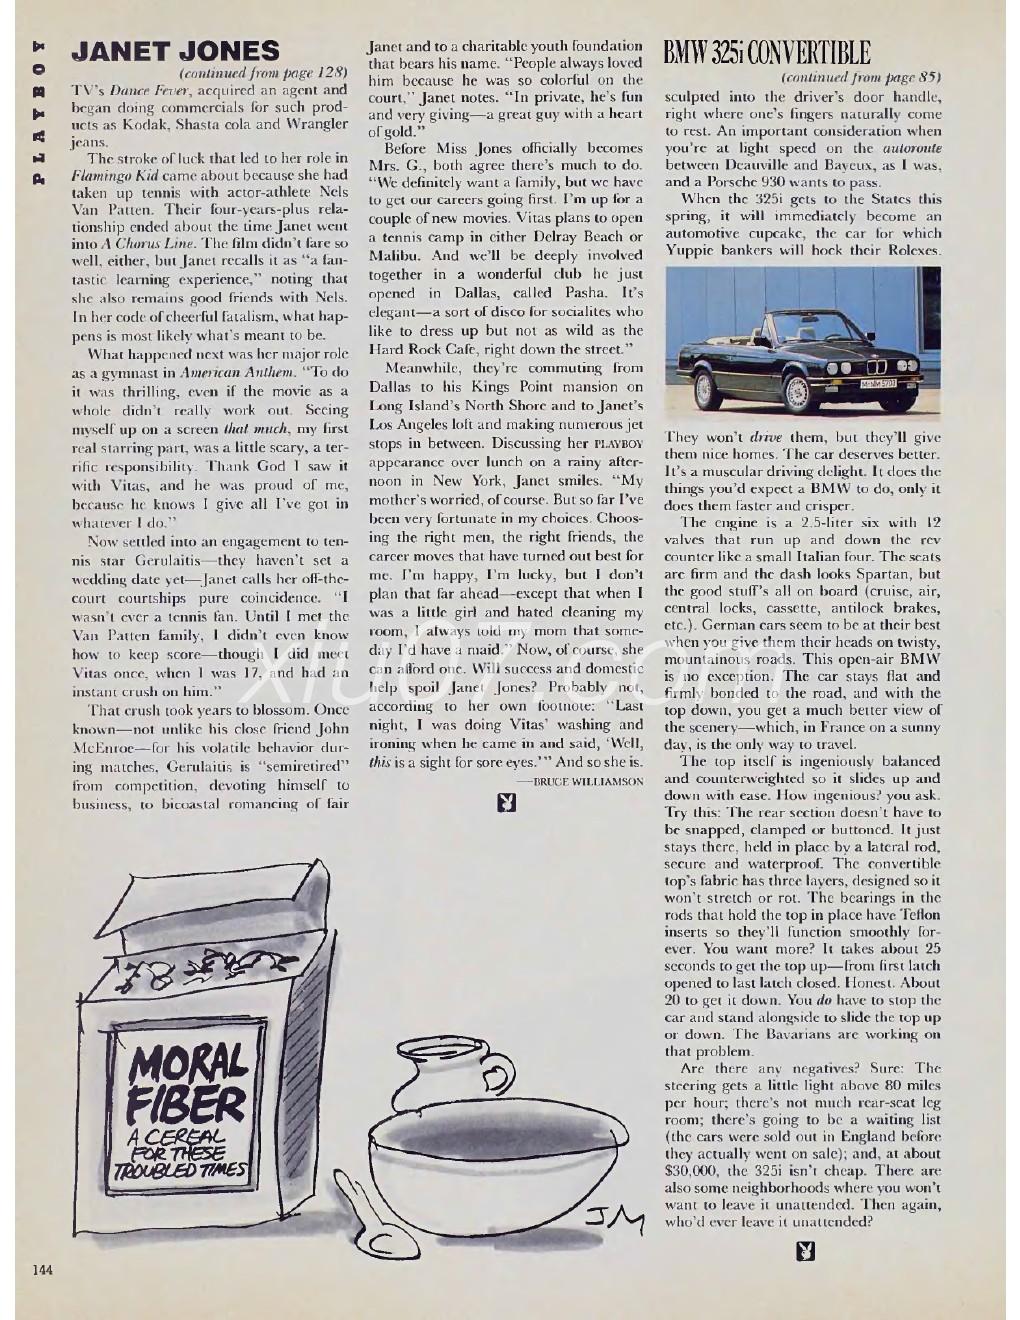 PLAYBOY
JANET JONES
(continued from page 128)
TV's Dance Fever, acquired an agent and
began doing commercials for such prod-
ucts as Kodak, Shasta cola and Wrangler
jeans.
The stroke of luck that led to her role in
Flamingo Kid came about because she had
taken up tennis with actor-athlete Nels
Van Patten. Their four-years-plus rela-
tionship ended about the time Janet went
into A Chorus Line. The film didn't fare so
well, either, but Janet recalls it as "a fan-
tastic learning experience," noting that
she also remains good friends with Nels.
In her code of cheerful fatalism, what hap-
pens is most likely what's meant to be.
What happened next was her major role
as a gymnast in American Anthem. "To do
it was thrilling, even if the movie as a
whole didn't really work out. Seeing
myself up on a screen that much, my first
real starring part, was a little scary, a ter-
rific responsibility. Thank God I saw it
with Vitas, and he was proud of me,
because he knows I give all I've got in
whatever I do."
Now settled into an engagement to ten-
nis star Gerulaitis—they haven't set a
wedding date yet—Janet calls her off-the-
court courtships pure coincidence. "I
wasn't ever a tennis fan. Until I met the
Van Patten family, I didn't even know
how to keep score—though I did meet
Vitas once, when I was 17, and had an
instant crush on him."
That crush took years to blossom. Once
known—not unlike his close friend John
McEnroe—for his volatile behavior dur-
ing matches, Gerulaitis is "semiretired"
from competition, devoting himself to
business, to bicoastal romancing of fair
Janet and to a charitable youth foundation
that bears his name. "People always loved
him because he was so colorful on the
court," Janet notes. "In private, he's fun
and very giving—a great guy with a heart
of gold."
Before Miss Jones officially becomes
Mrs. G., both agree there's much to do.
"We definitely want a family, but we have
to get our careers going first. I'm up for a
couple of new movies. Vitas plans to open
a tennis camp in either Delray Beach or
Malibu. And we'll be deeply involved
together in a wonderful club he just
opened in Dallas, called Pasha. It's
elegant—a sort of disco for socialites who
like to dress up but not as wild as the
Hard Rock Cafe, right down the street."
Meanwhile, they're commuting from
Dallas to his Kings Point mansion on
Long Island's North Shore and to Janet's
Los Angeles loft and making numerous jet
stops in between. Discussing her PLAYBOY
appearance over lunch on a rainy after-
noon in New York, Janet smiles. "My
mother's worried, of course. But so far I've
been very fortunate in my choices. Choos-
ing the right men, the right friends, the
career moves that have turned out best for
me. I'm happy, I'm lucky, but I don't
plan that far ahead—except that when I
was a little girl and hated cleaning my
room, I always told my mom that some-
day I'd have a maid." Now, of course, she
can afford one. Will success and domestic
help spoil Janet Jones? Probably not,
according to her own footnote: "Last
night, I was doing Vitas' washing and
ironing when he came in and said, 'Well,
this is a sight for sore eyes.'" And so she is.
—BRUCE WILLIAMSON
BMW 325i CONVERTIBLE
(continued from page 85)
sculpted into the driver's door handle,
right where one's fingers naturally come
to rest. An important consideration when
you're at light speed on the autoroute
between Deauville and Bayeux, as I was,
and a Porsche 930 wants to pass.
When the 325i gets to the States this
spring, it will immediately become an
automotive cupcake, the car for which
Yuppie bankers will hock their Rolexes.
M-NM 5703
They won't drive them, but they'll give
them nice homes. The car deserves better.
It's a muscular driving delight. It does the
things you'd expect a BMW to do, only it
does them faster and crisper.
The engine is a 2.5-liter six with 12
valves that run up and down the rev
counter like a small Italian four. The seats
are firm and the dash looks Spartan, but
the good stuff's all on board (cruise, air,
central locks, cassette, antilock brakes,
etc.). German cars seem to be at their best
when you give them their heads on twisty,
mountainous roads. This open-air BMW
is no exception. The car stays flat and
firmly bonded to the road, and with the
top down, you get a much better view of
the scenery—which, in France on a sunny
day, is the only way to travel.
The top itself is ingeniously balanced
and counterweighted so it slides up and
down with ease. How ingenious? you ask.
Try this: The rear section doesn't have to
be snapped, clamped or buttoned. It just
stays there, held in place by a lateral rod,
secure and waterproof. The convertible
top's fabric has three layers, designed so it
won't stretch or rot. The bearings in the
rods that hold the top in place have Teflon
inserts so they'll function smoothly for-
ever. You want more? It takes about 25
seconds to get the top up—from first latch
opened to last latch closed. Honest. About
20 to get it down. You do have to stop the
car and stand alongside to slide the top up
or down. The Bavarians are working on
that problem.
Are there any negatives? Sure: The
steering gets a little light above 80 miles
per hour; there's not much rear-seat leg
room; there's going to be a waiting list
(the cars were sold out in England before
they actually went on sale); and, at about
$30,000, the 325i isn't cheap. There are
also some neighborhoods where you won't
want to leave it unattended. Then again,
who'd ever leave it unattended?
MORAL
FIBER
A CEREAL
FOR THESE
TROUBLED TIMES
JM
xiu07.com
144